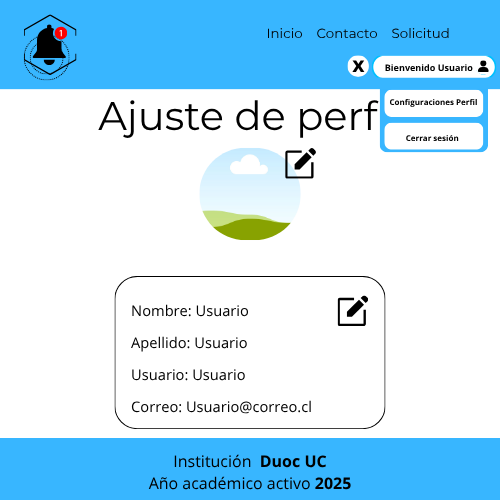 1
Inicio Contacto Solicitud
X Bienvenido Usuario
Configuraciones Perfil
Cerrar sesión
Ajuste de perf
Nombre: Usuario
Apellido: Usuario
Usuario: Usuario
Correo: Usuario@correo.cl
Institución Duoc UC
Año académico activo 2025